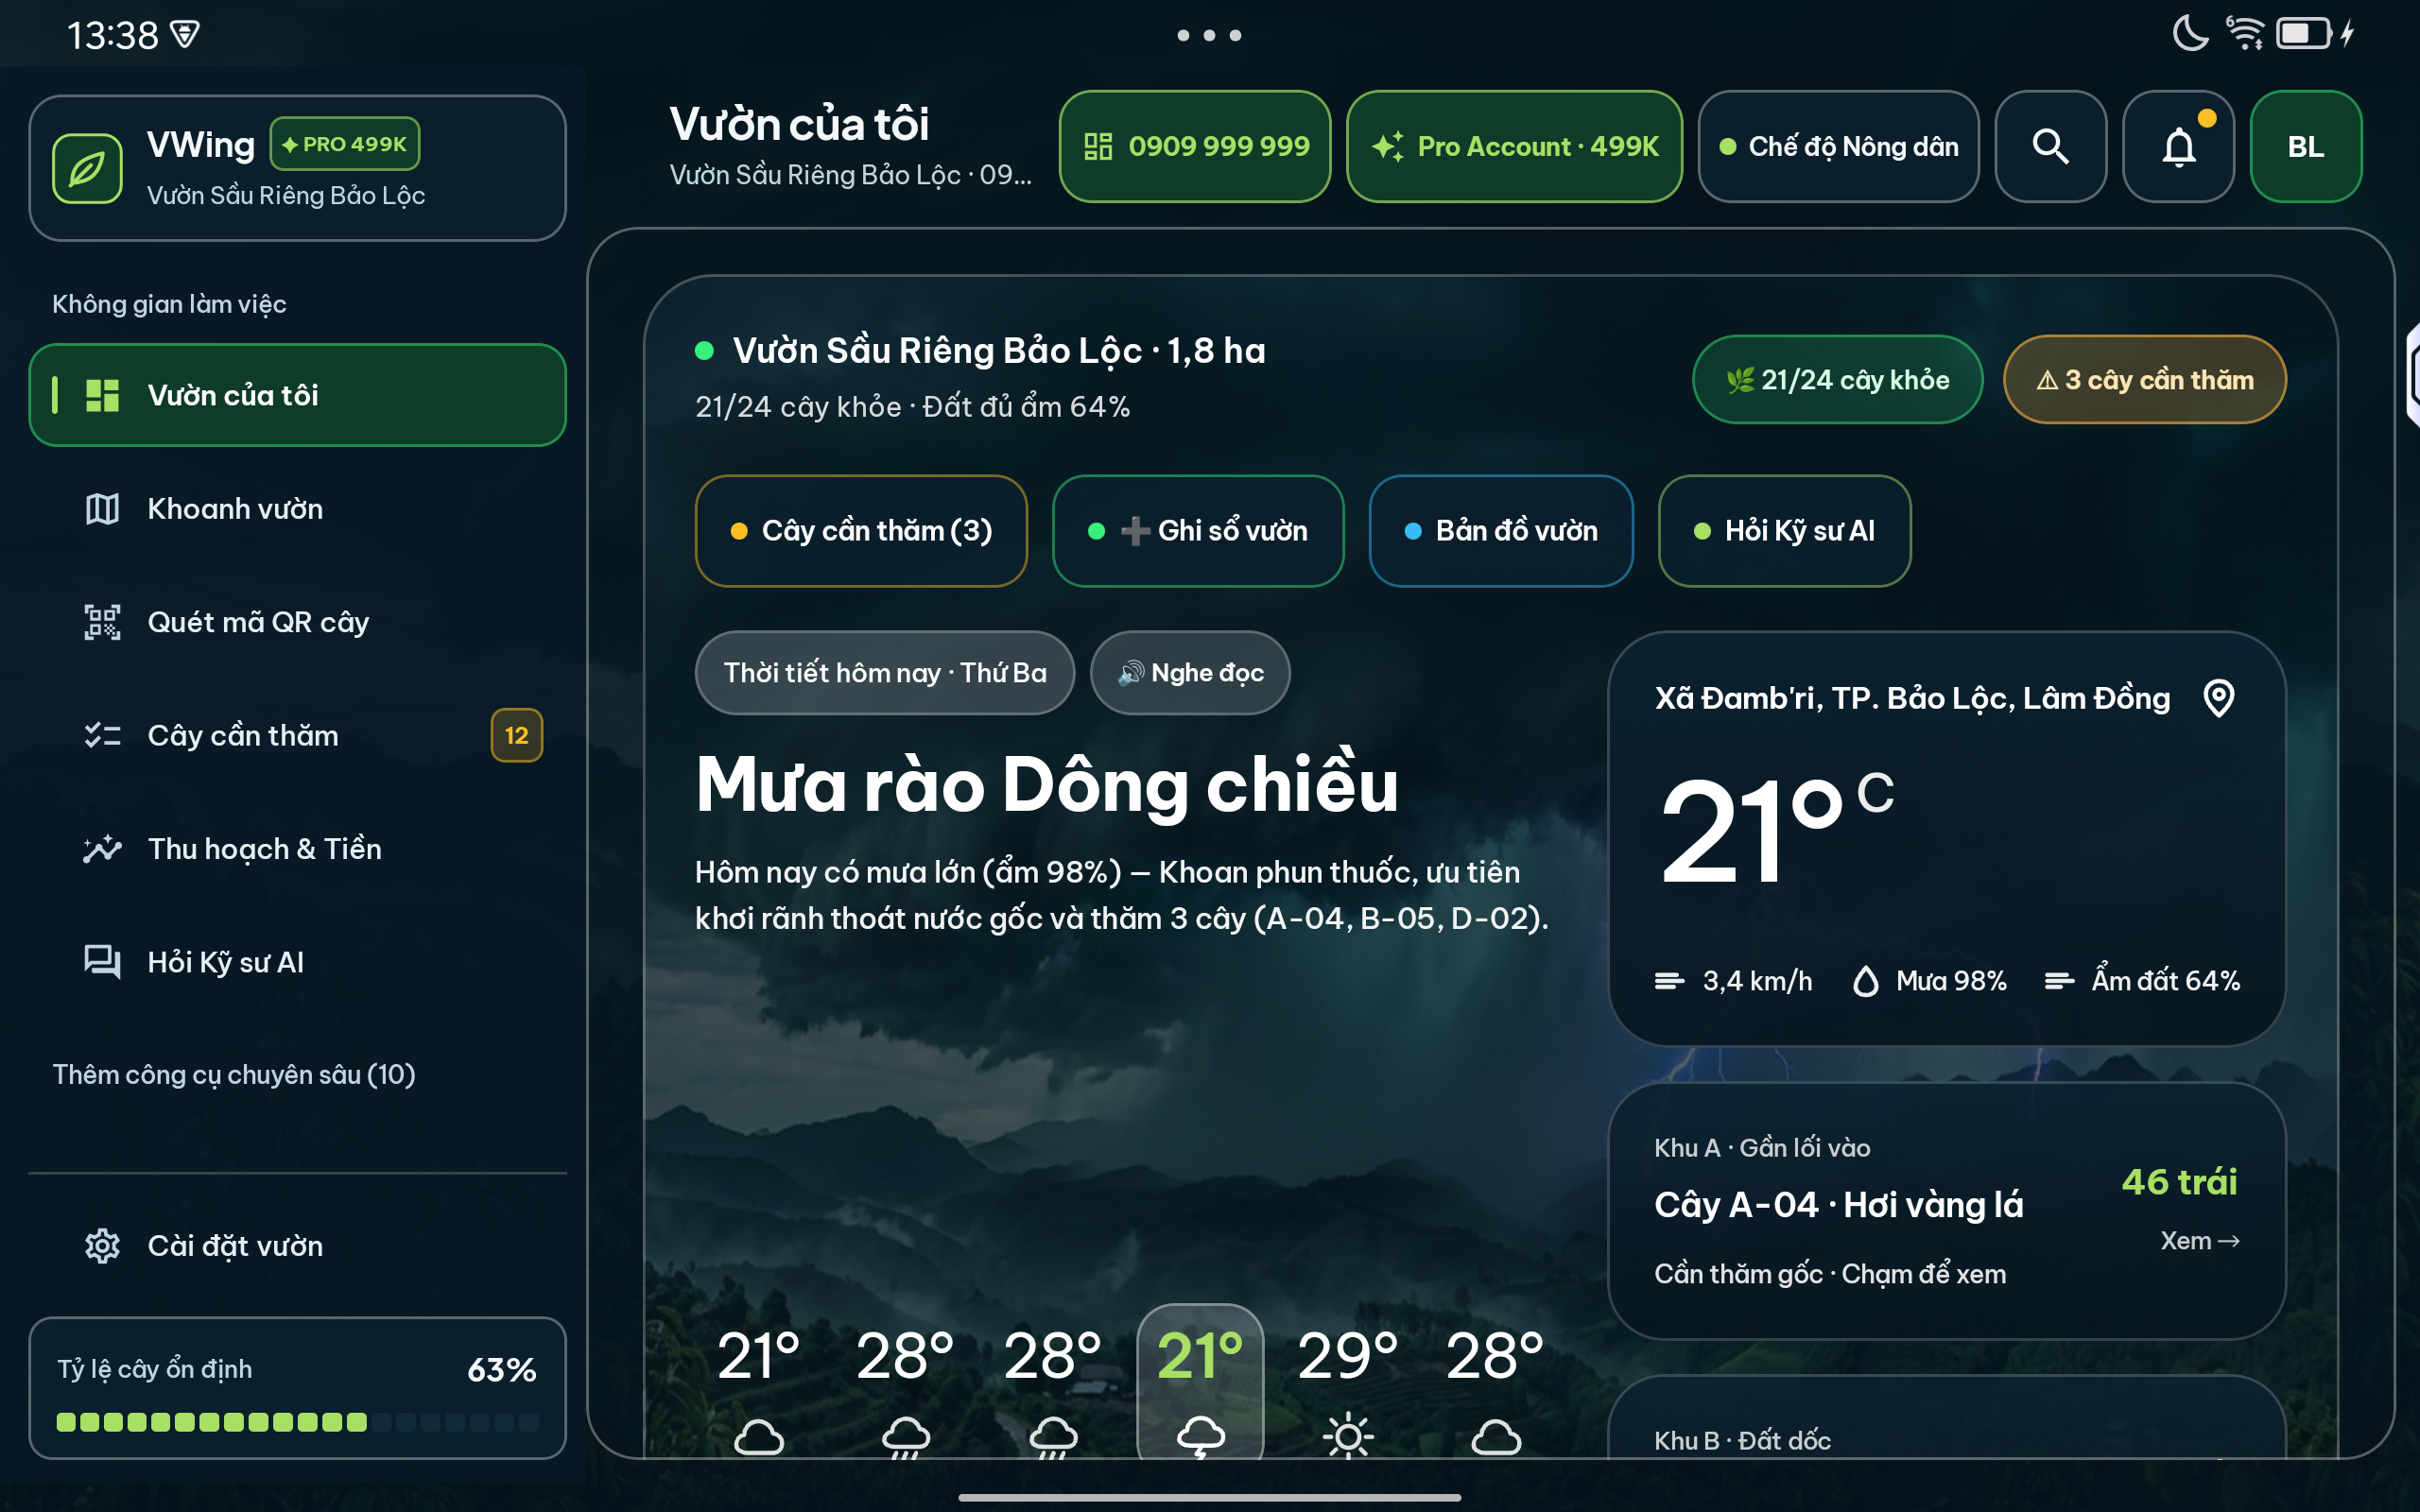 13:38
VWing
PRO 499K
Vườn Sầu Riêng Bảo Lộc
Không gian làm việc
Vườn của tôi
Khoanh vườn
Quét mã QR cây
Cây cần thăm
12
Thu hoạch & Tiền
Hỏi Kỹ sư AI
Thêm công cụ chuyên sâu (10)
Cài đặt vườn
Tỷ lệ cây ổn định
63%
Vườn của tôi
Vườn Sầu Riêng Bảo Lộc · 09...
0909 999 999
Pro Account · 499K
Chế độ Nông dân
BL
Vườn Sầu Riêng Bảo Lộc · 1,8 ha
21/24 cây khỏe · Đất đủ ẩm 64%
21/24 cây khỏe
3 cây cần thăm
Cây cần thăm (3)
➕ Ghi sổ vườn
Bản đồ vườn
Hỏi Kỹ sư AI
Thời tiết hôm nay · Thứ Ba
Nghe đọc
Mưa rào Dông chiều
Hôm nay có mưa lớn (ẩm 98%) — Khoan phun thuốc, ưu tiên
khơi rãnh thoát nước gốc và thăm 3 cây (A-04, B-05, D-02).
21° 28° 28° 21° 29° 28°
Xã Đamb'ri, TP. Bảo Lộc, Lâm Đồng
21° C
3,4 km/h
Mưa 98%
Ẩm đất 64%
Khu A · Gần lối vào
Cây A-04 · Hơi vàng lá
Cần thăm gốc · Chạm để xem
46 trái
Xem →
Khu B · Đất dốc